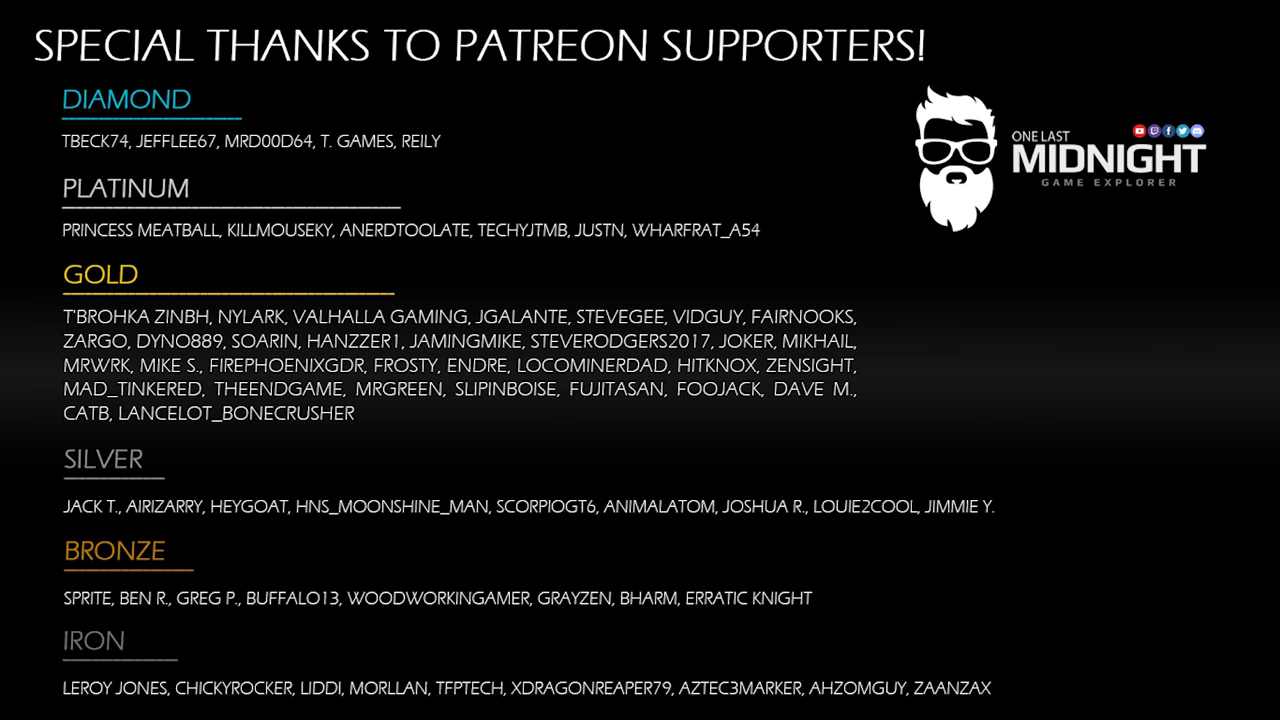 SPECIAL THANKS TO PATREON SUPPORTERS!
DIAMOND
TBECK74, JEFFLEE67, MRD00D64, T. GAMES, REILY
ONE LAST
MIDNIGHT
GAME EXPLORER
PLATINUM
PRINCESS MEATBALL, KILLMOUSEKY, ANERDTOOLATE, TECHYJTMB, JUSTN, WHARFRAT_A54
GOLD
T'BROHKA ZINBH, NYLARK, VALHALLA GAMING, JGALANTE, STEVEGEE, VIDGUY, FAIRNOOKS,
ZARGO, DYNO889, SOARIN, HANZZER1, JAMINGMIKE, STEVERODGERS2017, JOKER, MIKHAIL,
MRWRK, MIKE S., FIREPHOENIXGDR, FROSTY, ENDRE, LOCOMINERDAD, HITKNOX, ZENSIGHT,
MAD_TINKERED, THEENDGAME, MRGREEN, SLIPINBOISE, FUJITASAN, FOOJACK, DAVE M.,
CATB, LANCELOT_BONECRUSHER
SILVER
JACK T., AIRIZARRY, HEYGOAT, HNS_MOONSHINE_MAN, SCORPIOGT6, ANIMALATOM, JOSHUA R., LOUIE2COOL, JIMMIE Y.
BRONZE
SPRITE, BEN R., GREG P., BUFFALO13, WOODWORKINGAMER, GRAYZEN, BHARM, ERRATIC KNIGHT
IRON
LEROY JONES, CHICKYROCKER, LIDDI, MORLLAN, TFPTECH, XDRAGONREAPER79, AZTEC3MARKER, AHZOMGUY, ZAANZAX